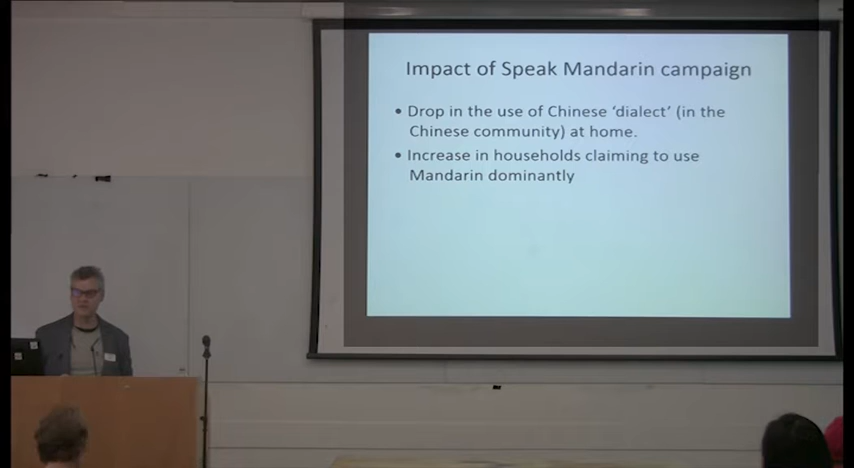 Impact of Speak Mandarin campaign
• Drop in the use of Chinese ‘dialect’ (in the
Chinese community) at home.
• Increase in households claiming to use
Mandarin dominantly